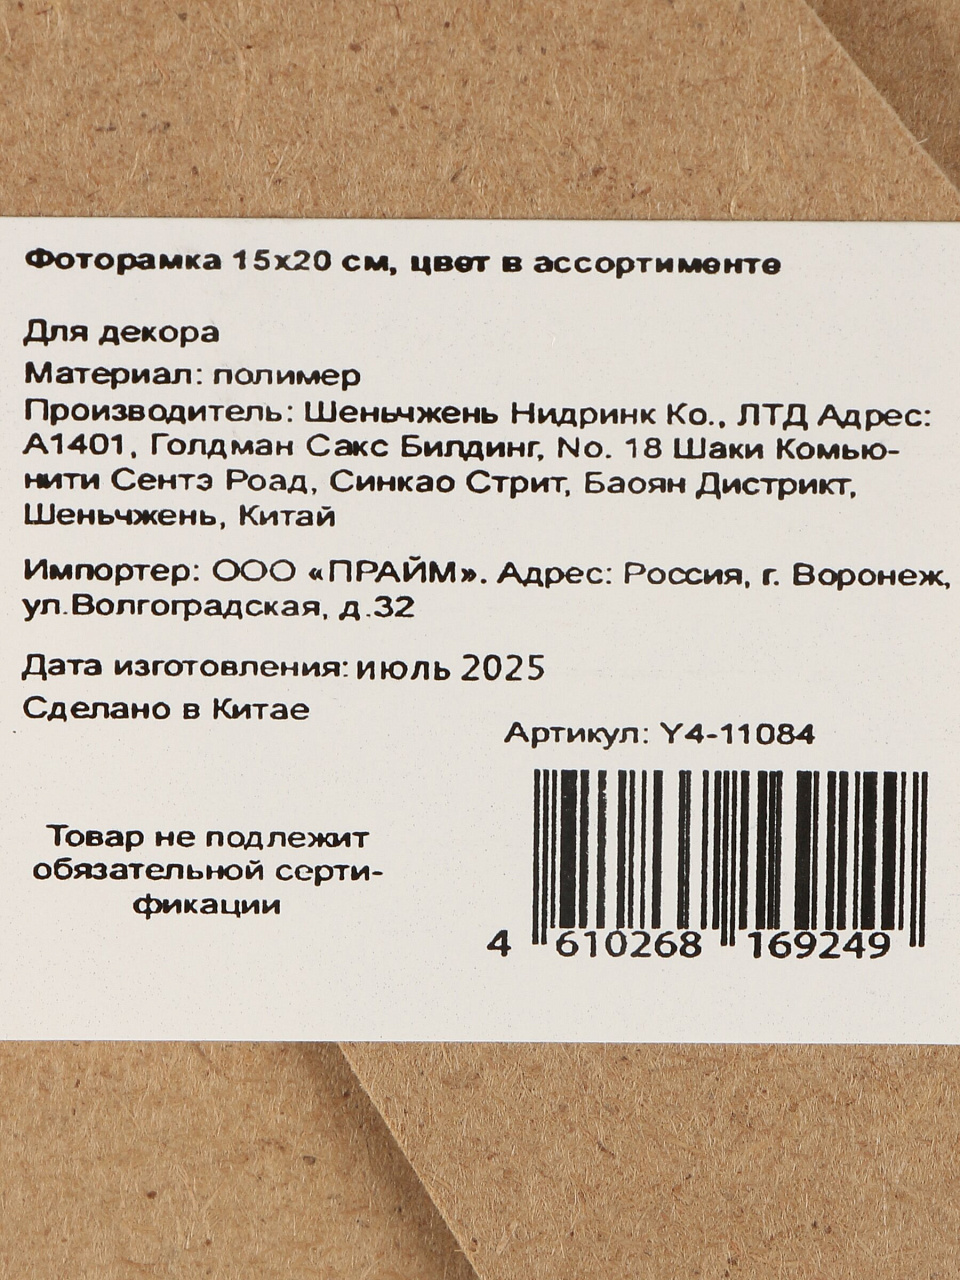 Фоторамка 15х20 см, цвет в ассортименте
Для декора
Материал: полимер
Производитель: Шеньчжень Нидринк Ко., ЛТД Адрес:
А1401, Голдман Сакс Билдинг, No. 18 Шаки Комью-
нити Сентэ Роад, Синкао Стрит, Баоян Дистрикт,
Шеньчжень, Китай
Импортер: ООО «ПРАЙМ». Адрес: Россия, г. Воронеж,
ул.Волгоградская, д.32
Дата изготовления: июль 2025
Сделано в Китае
Артикул: Y4-11084
Товар не подлежит
обязательной серти-
фикации
4 610268 169249